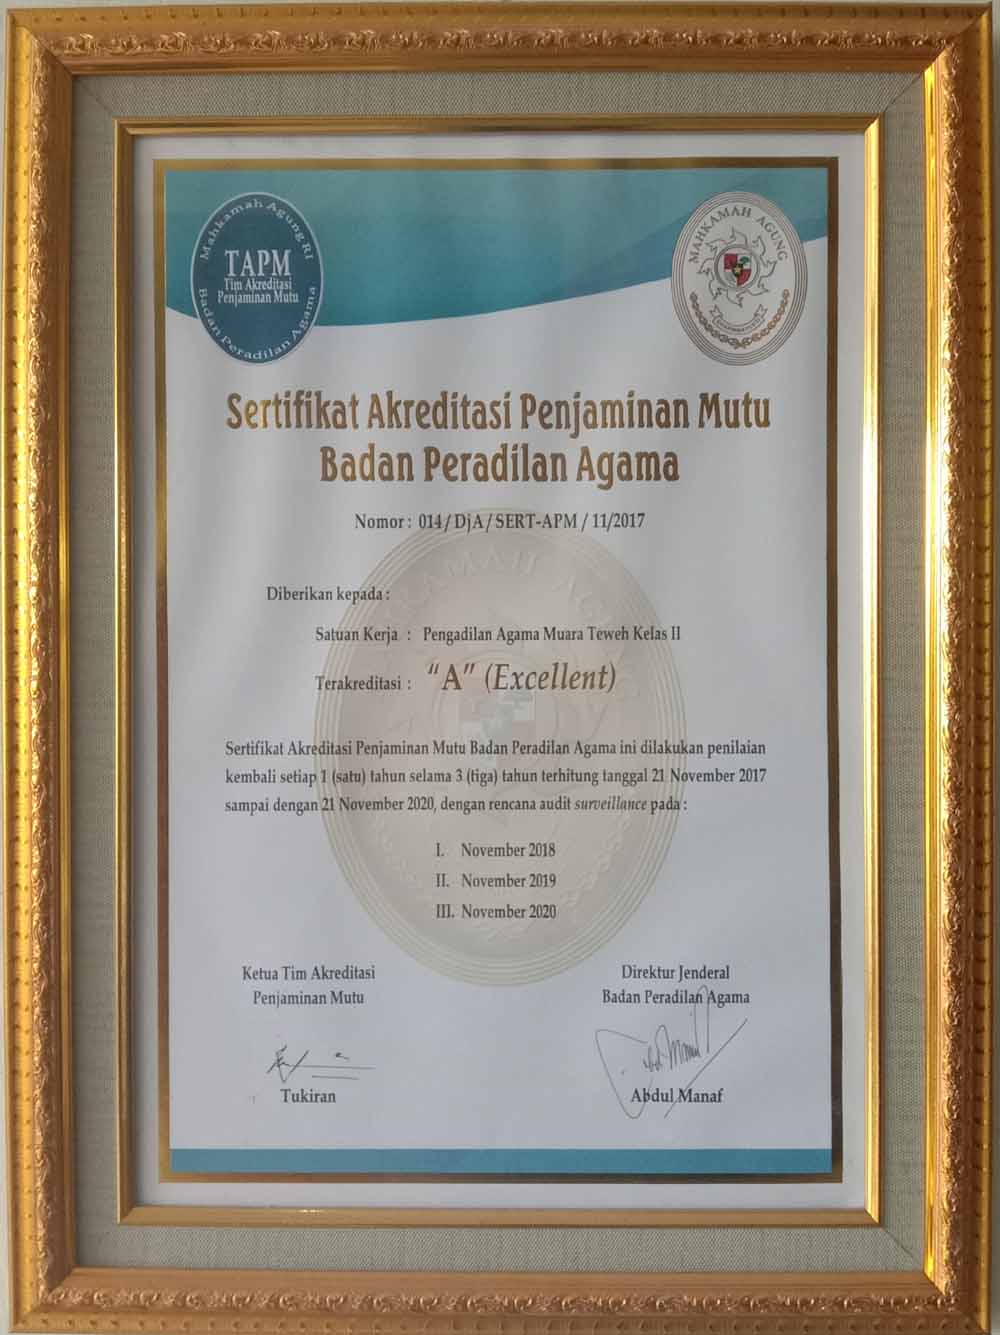 Mahkamah Agung RI
TAPM
Tim Akreditasi
Penjaminan Mutu
Badan Peradilan Agama
MAHKAMAH AGUNG
Sertifikat Akreditasi Penjaminan Mutu
Badan Peradilan Agama
Nomor : 014 / DjA / SERT-APM / 11/2017
Diberikan kepada :
Satuan Kerja : Pengadilan Agama Muara Teweh Kelas II
Terakreditasi : "A" (Excellent)
Sertifikat Akreditasi Penjaminan Mutu Badan Peradilan Agama ini dilakukan penilaian
kembali setiap 1 (satu) tahun selama 3 (tiga) tahun terhitung tanggal 21 November 2017
sampai dengan 21 November 2020, dengan rencana audit surveillance pada :
I. November 2018
II. November 2019
III. November 2020
Ketua Tim Akreditasi
Penjaminan Mutu
Tukiran
Direktur Jenderal
Badan Peradilan Agama
Abdul Manaf